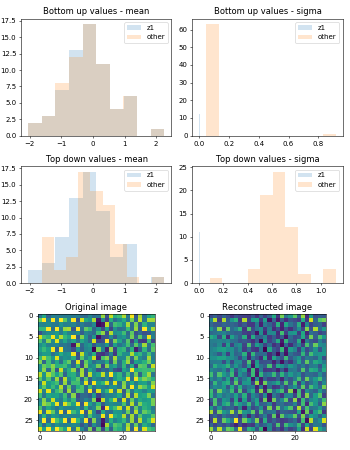 Bottom up values - mean
17.5
15.0
12.5
10.0
7.5
5.0
2.5
0.0
−2 −1 0 1 2
z1
other
Bottom up values - sigma
60
50
40
30
20
10
0
0.0 0.2 0.4 0.6 0.8
z1
other
Top down values - mean
17.5
15.0
12.5
10.0
7.5
5.0
2.5
0.0
−2 −1 0 1 2
z1
other
Top down values - sigma
25
20
15
10
5
0
0.0 0.2 0.4 0.6 0.8 1.0
z1
other
Original image
0
5
10
15
20
25
0 10 20
Reconstructed image
0
5
10
15
20
25
0 10 20